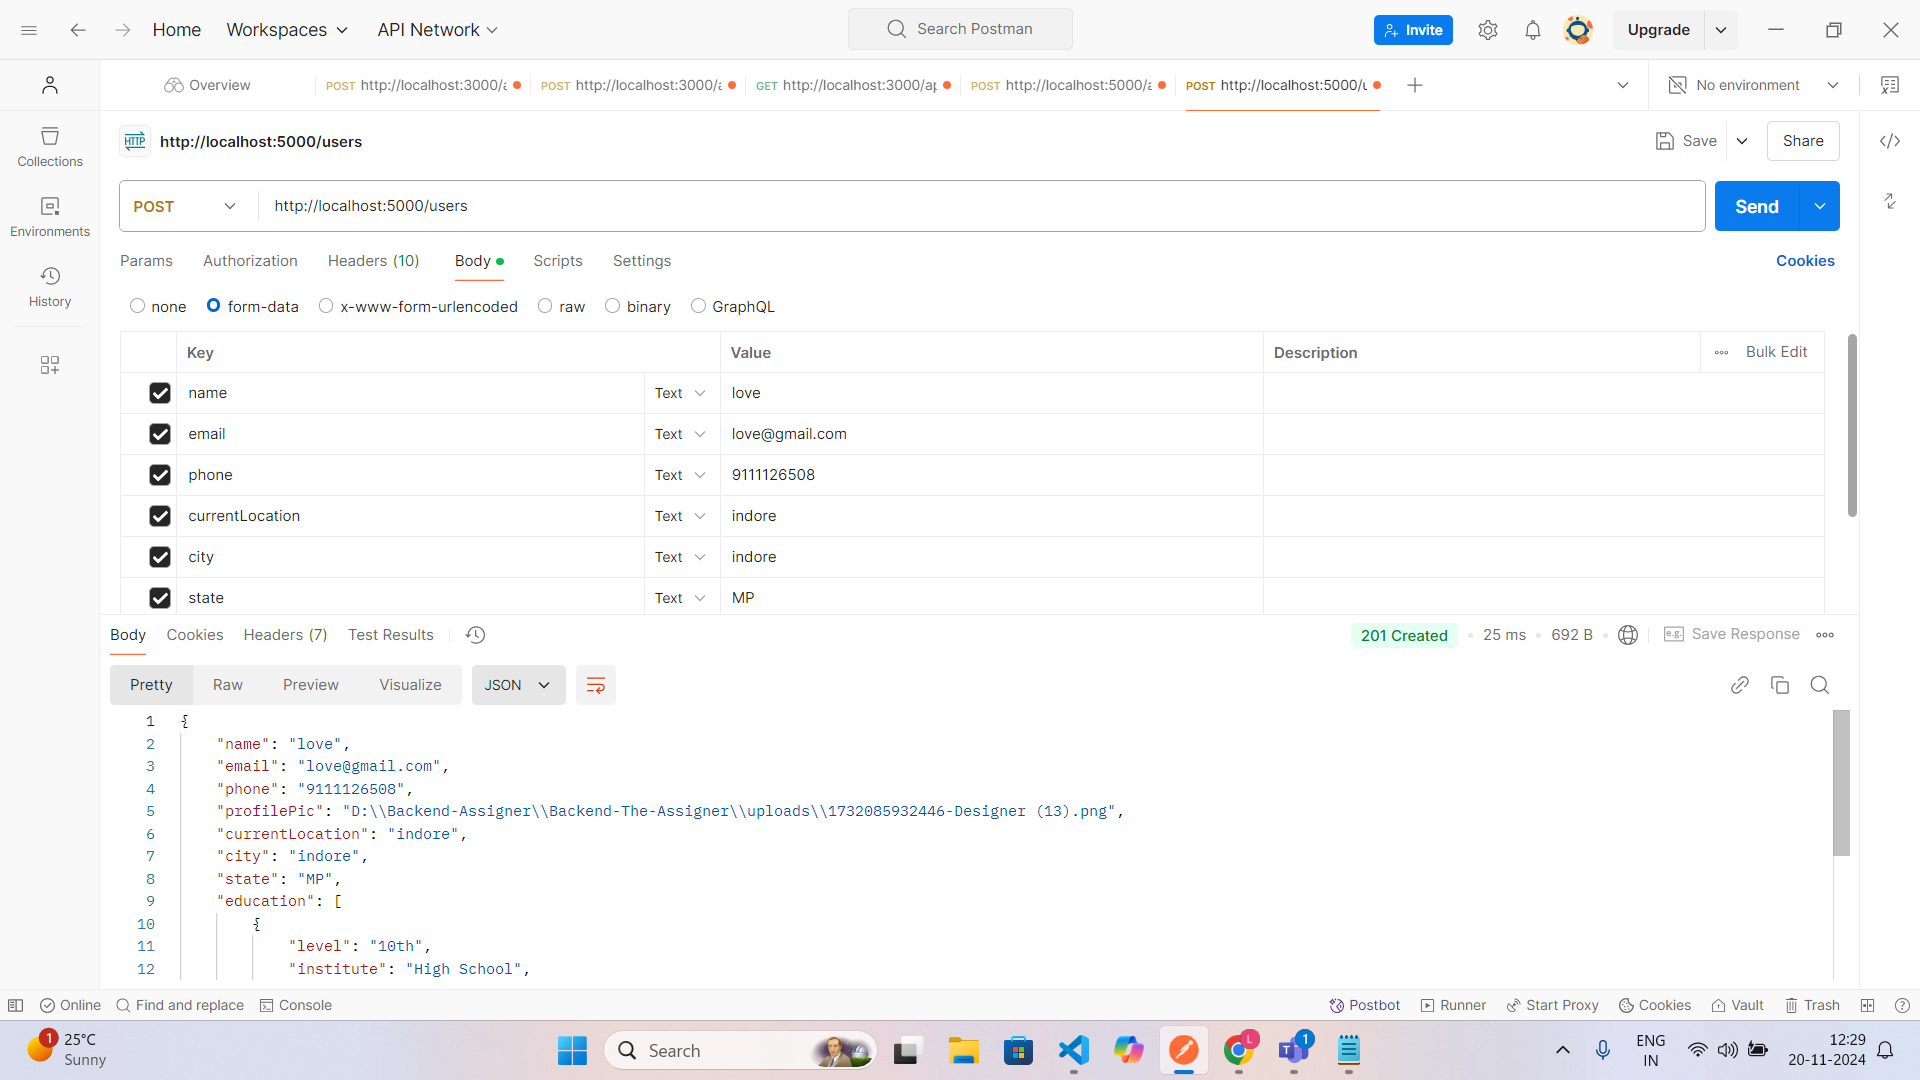 Home Workspaces API Network Search Postman Invite Upgrade
Overview POST http://localhost:3000/a POST http://localhost:3000/a GET http://localhost:3000/ap POST http://localhost:5000/a POST http://localhost:5000/u No environment
HTTP http://localhost:5000/users Save Share
Collections
Environments
History
POST http://localhost:5000/users Send
Params Authorization Headers (10) Body Scripts Settings Cookies
none form-data x-www-form-urlencoded raw binary GraphQL
Key Value Description Bulk Edit
name Text love
email Text love@gmail.com
phone Text 9111126508
currentLocation Text indore
city Text indore
state Text MP
Body Cookies Headers (7) Test Results 201 Created 25 ms 692 B e.g. Save Response
Pretty Raw Preview Visualize JSON
1 {
2 "name": "love",
3 "email": "love@gmail.com",
4 "phone": "9111126508",
5 "profilePic": "D:\\Backend-Assigner\\Backend-The-Assigner\\uploads\\1732085932446-Designer (13).png",
6 "currentLocation": "indore",
7 "city": "indore",
8 "state": "MP",
9 "education": [
10 {
11 "level": "10th",
12 "institute": "High School",
Online Find and replace Console Postbot Runner Start Proxy Cookies Vault Trash
1 25°C
Sunny
Search
L
1
ENG
IN
12:29
20-11-2024